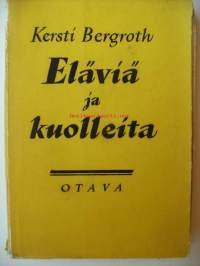 Kersti Bergroth
Eläviä
ja
kuolleita
OTAVA